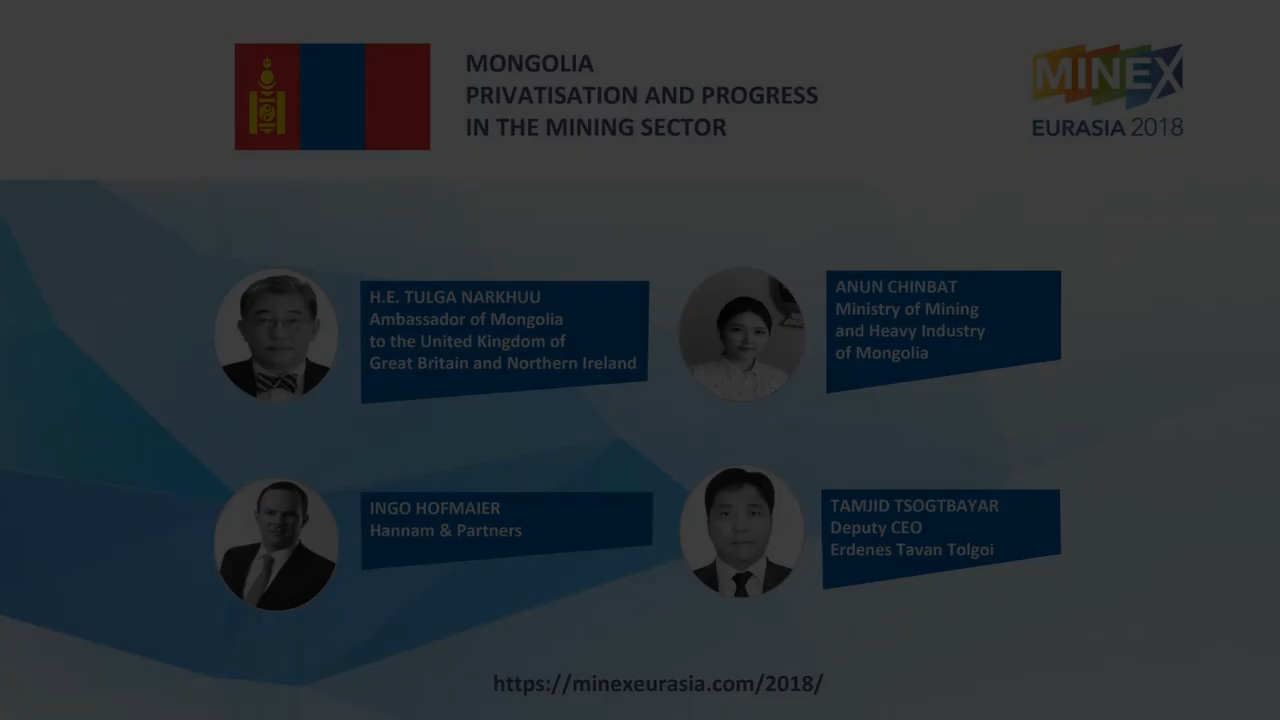 MONGOLIA
PRIVATISATION AND PROGRESS
IN THE MINING SECTOR
MINEX
EURASIA 2018
H.E. TULGA NARKHUU
Ambassador of Mongolia
to the United Kingdom of
Great Britain and Northern Ireland
ANUN CHINBAT
Ministry of Mining
and Heavy Industry
of Mongolia
INGO HOFMAIER
Hannam & Partners
TAMJID TSOGTBAYAR
Deputy CEO
Erdenes Tavan Tolgoi
https://minexeurasia.com/2018/